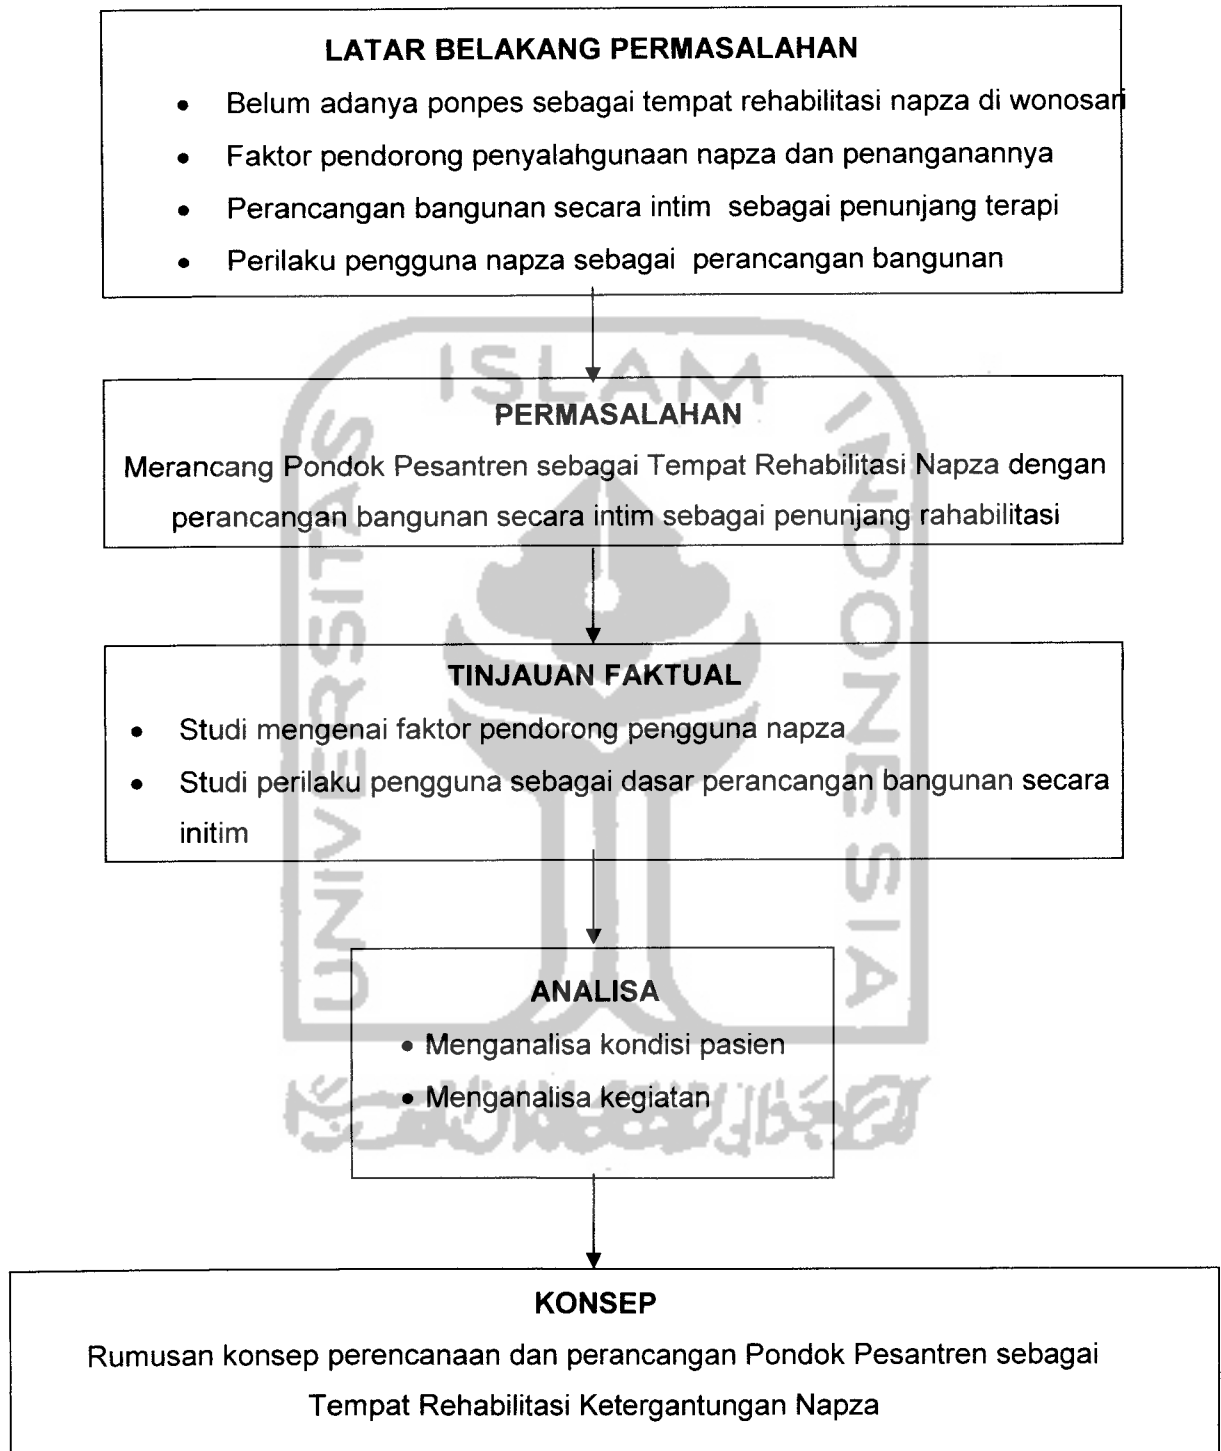 LATAR BELAKANG PERMASALAHAN
• Belum adanya ponpes sebagai tempat rehabilitasi napza di wonosari
• Faktor pendorong penyalahgunaan napza dan penanganannya
• Perancangan bangunan secara intim sebagai penunjang terapi
• Perilaku pengguna napza sebagai perancangan bangunan
PERMASALAHAN
Merancang Pondok Pesantren sebagai Tempat Rehabilitasi Napza dengan
perancangan bangunan secara intim sebagai penunjang rahabilitasi
TINJAUAN FAKTUAL
• Studi mengenai faktor pendorong pengguna napza
• Studi perilaku pengguna sebagai dasar perancangan bangunan secara
initim
ANALISA
• Menganalisa kondisi pasien
• Menganalisa kegiatan
KONSEP
Rumusan konsep perencanaan dan perancangan Pondok Pesantren sebagai
Tempat Rehabilitasi Ketergantungan Napza
UNIVERSITAS
ISLAM
INDONESIA